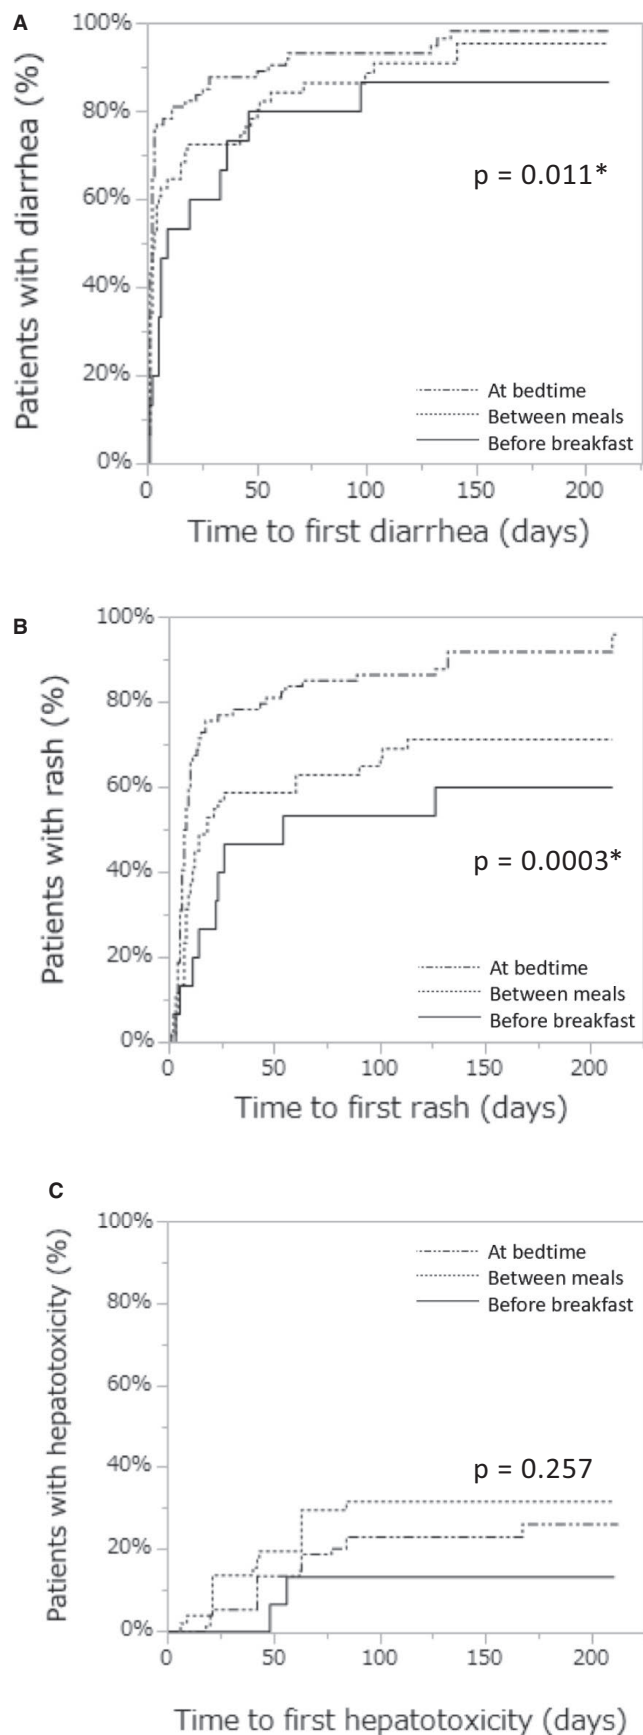 A
Patients with diarrhea (%)
100%
80%
60%
40%
20%
0%
p = 0.011*
At bedtime
Between meals
Before breakfast
0 50 100 150 200
Time to first diarrhea (days)
B
Patients with rash (%)
100%
80%
60%
40%
20%
0%
p = 0.0003*
At bedtime
Between meals
Before breakfast
0 50 100 150 200
Time to first rash (days)
C
Patients with hepatotoxicity (%)
100%
80%
60%
40%
20%
0%
At bedtime
Between meals
Before breakfast
p = 0.257
0 50 100 150 200
Time to first hepatotoxicity (days)